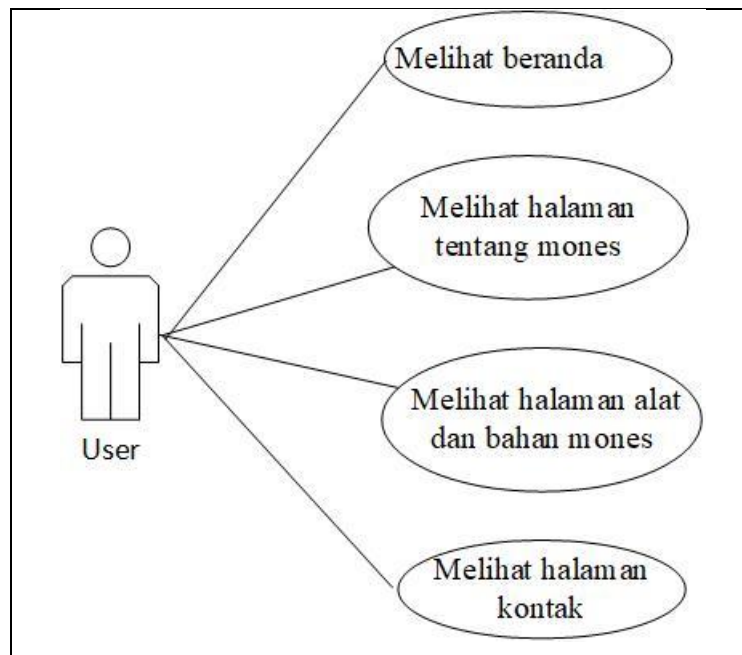 Melihat beranda
Melihat halaman
tentang mones
Melihat halaman alat
dan bahan mones
User
Melihat halaman
kontak